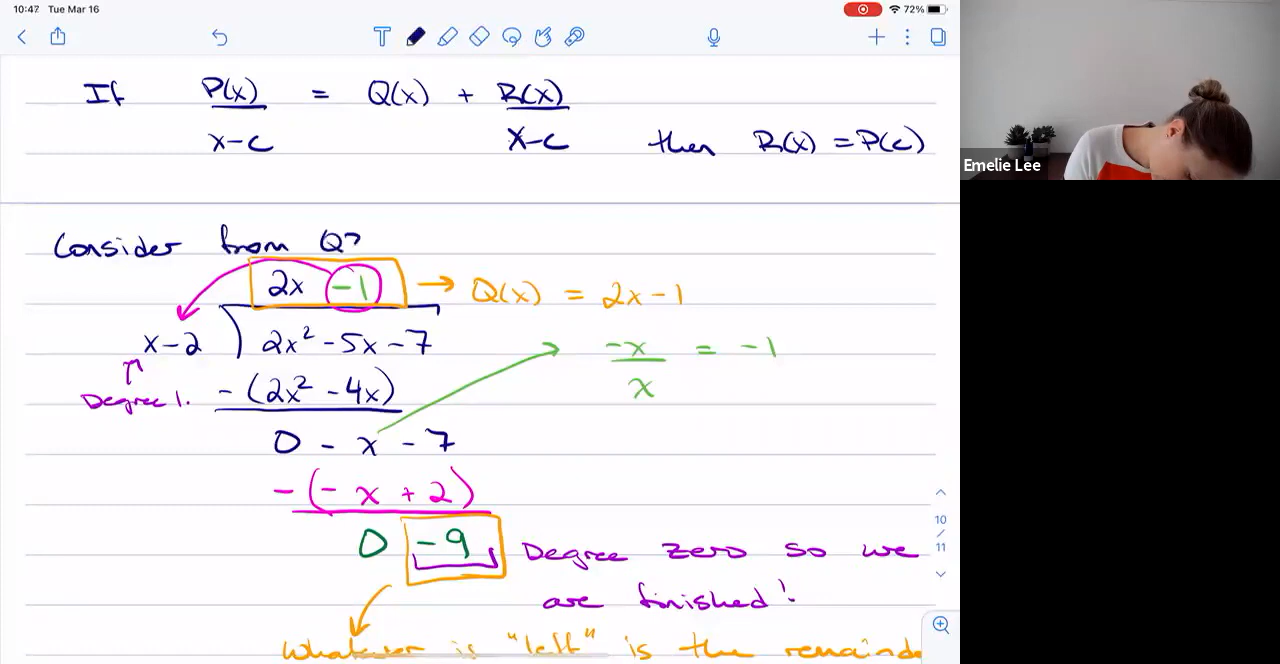 10:47 Tue Mar 16
72%
If P(x)/x-c = Q(x) + R(x)/x-c then R(x) = P(c)
Emelie Lee
Consider from Q?
2x -1 → Q(x) = 2x-1
x-2 ) 2x² -5x -7
-x/x = -1
Degree 1.
-(2x² -4x)
0 - x - 7
-(-x + 2)
0 -9 Degree zero so we
are finished!
Whatever is "left" is the remainde
10
/
11